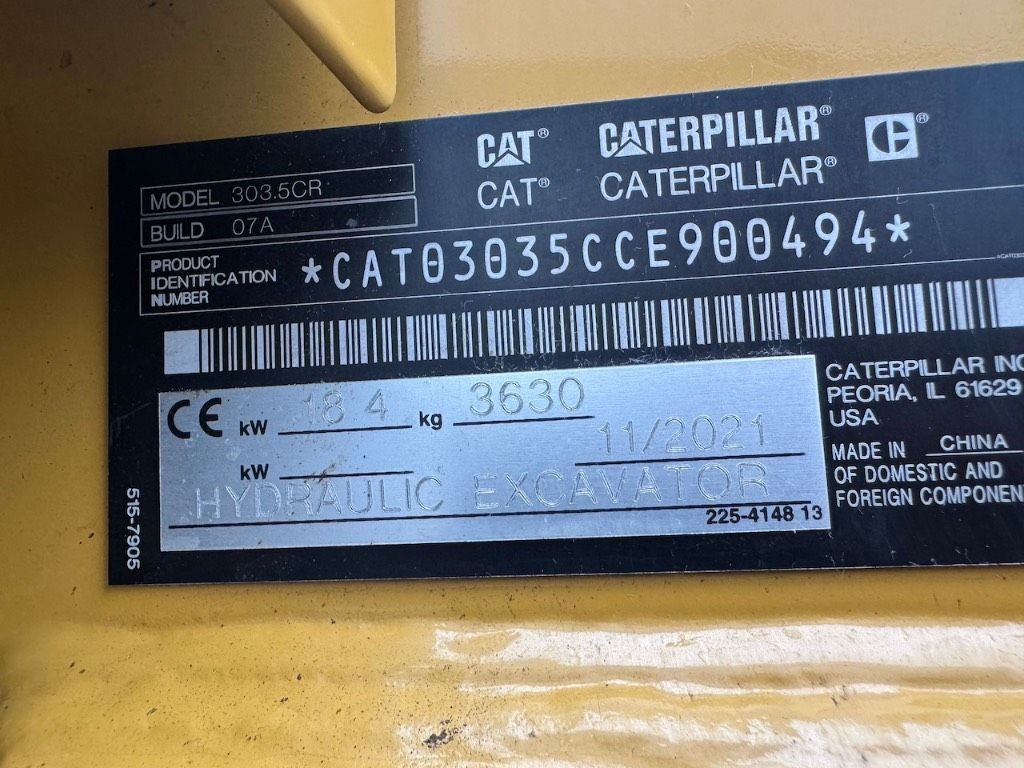 CAT® CATERPILLAR® CE®
CAT® CATERPILLAR®
MODEL 303.5CR
BUILD 07A
PRODUCT
IDENTIFICATION
NUMBER
*CAT03035CCE900494*
CATERPILLAR INC
PEORIA, IL 61629
USA
MADE IN CHINA
OF DOMESTIC AND
FOREIGN COMPONEN
CE kW 18.4 kg 3630
kW 11/2021
HYDRAULIC EXCAVATOR
225-4148 13
515-7905